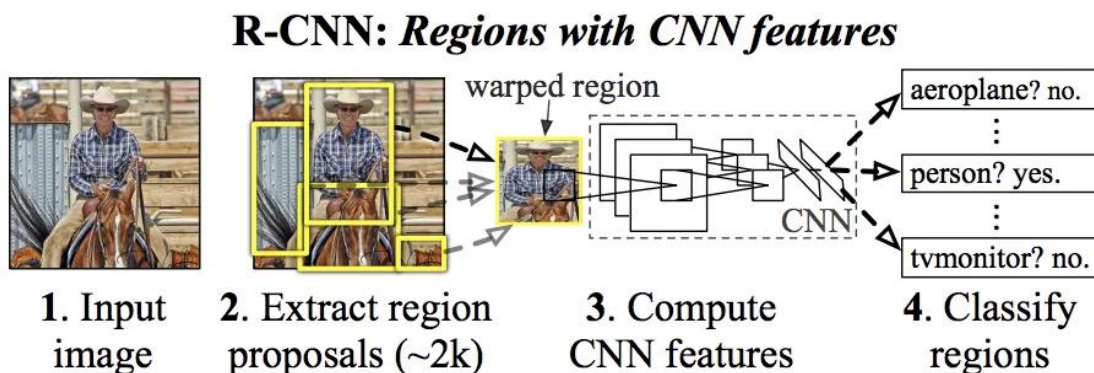 R-CNN: Regions with CNN features
warped region
aeroplane? no.
person? yes.
CNN
tvmonitor? no.
1. Input
image
2. Extract region
proposals (~2k)
3. Compute
CNN features
4. Classify
regions